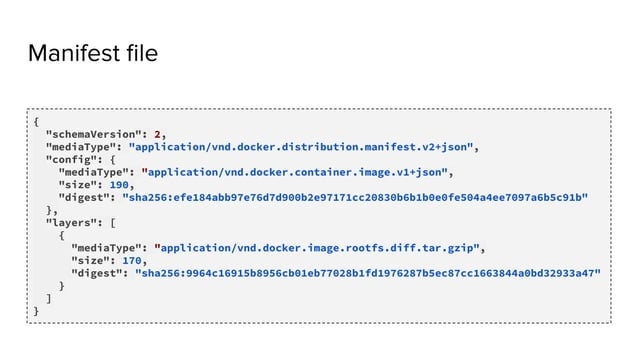 Manifest file
{
"schemaVersion": 2,
"mediaType": "application/vnd.docker.distribution.manifest.v2+json",
"config": {
"mediaType": "application/vnd.docker.container.image.v1+json",
"size": 190,
"digest": "sha256:efe184abb97e76d7d900b2e97171cc20830b6b1b0e0fe504a4ee7097a6b5c91b"
},
"layers": [
{
"mediaType": "application/vnd.docker.image.rootfs.diff.tar.gzip",
"size": 170,
"digest": "sha256:9964c16915b8956cb01eb77028b1fd1976287b5ec87cc1663844a0bd32933a47"
}
]
}